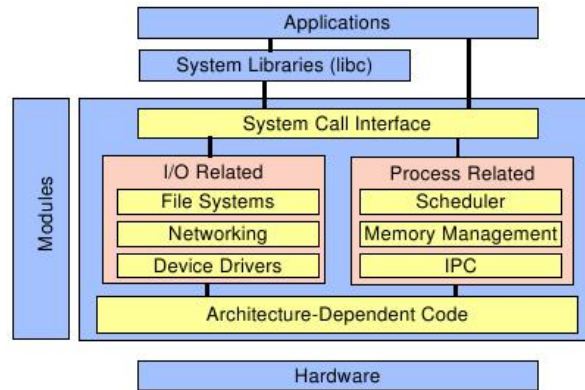 Applications
System Libraries (libc)
System Call Interface
Modules
I/O Related
File Systems
Networking
Device Drivers
Process Related
Scheduler
Memory Management
IPC
Architecture-Dependent Code
Hardware